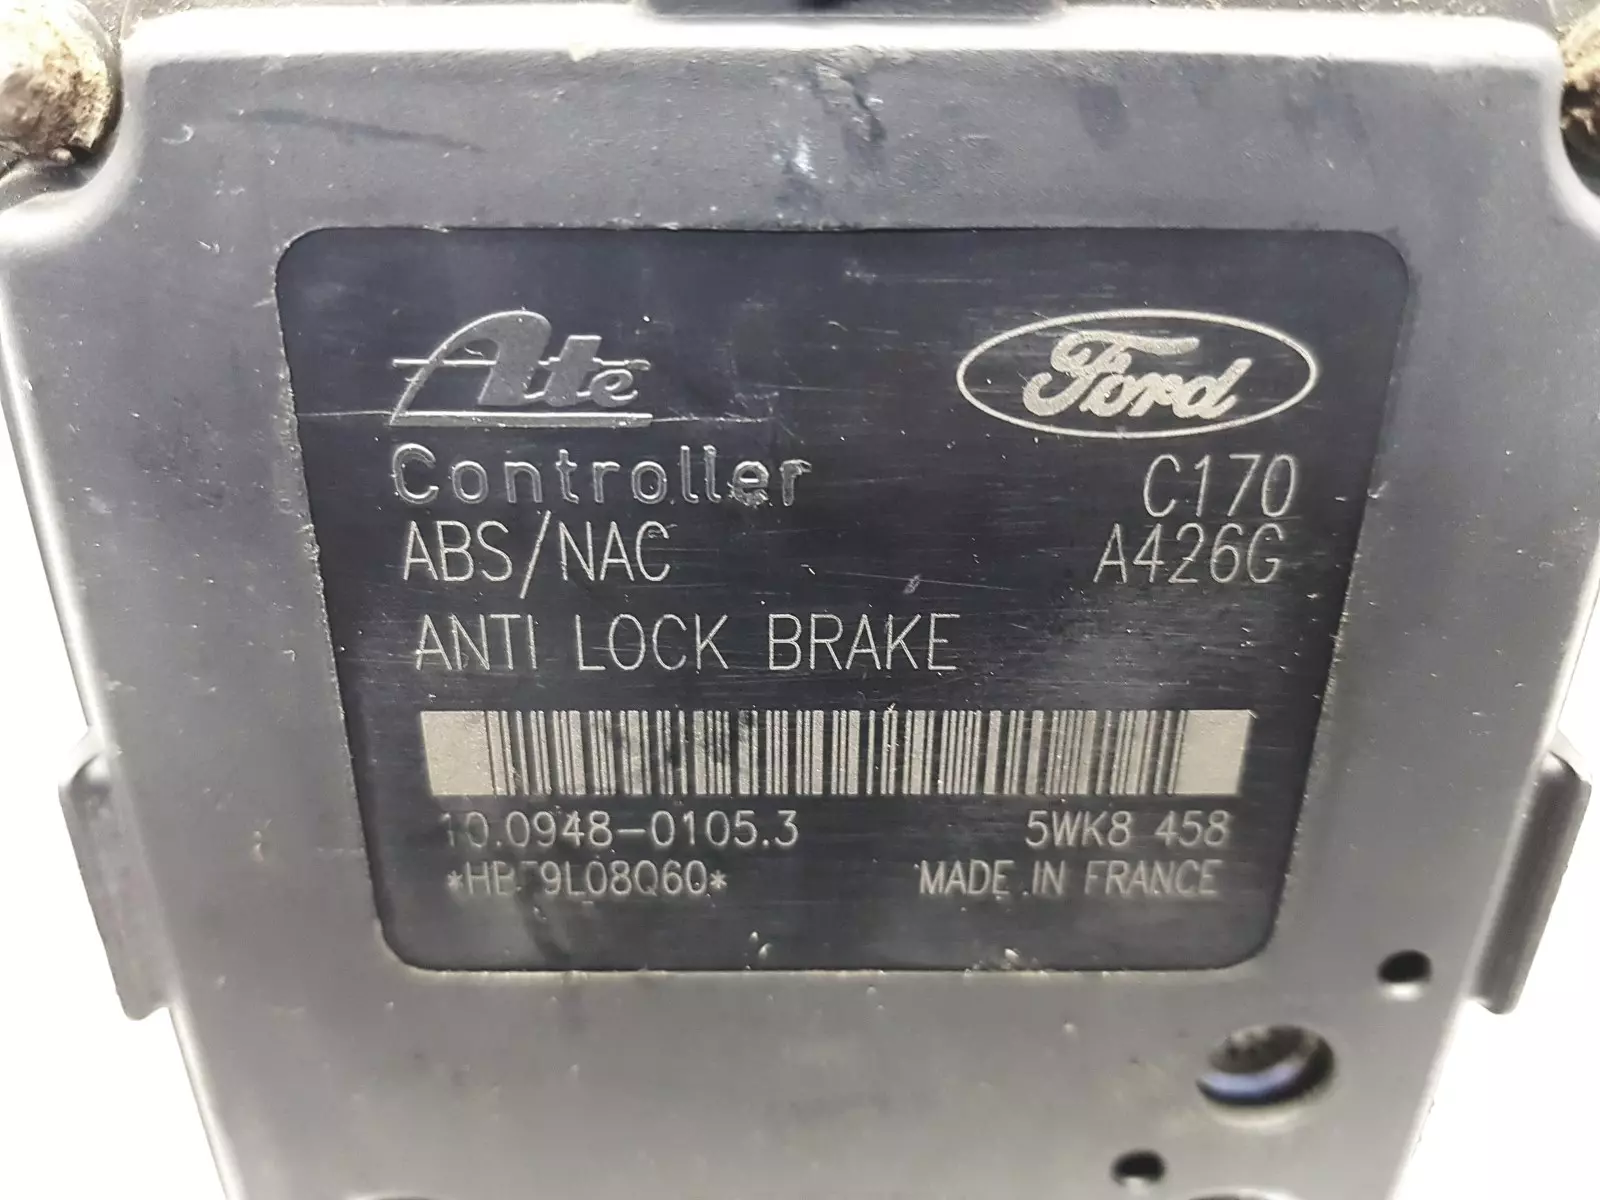 Ate Ford
Controller C170
ABS/NAC A426G
ANTI LOCK BRAKE
10.0948-0105.3 5WK8 458
MADE IN FRANCE